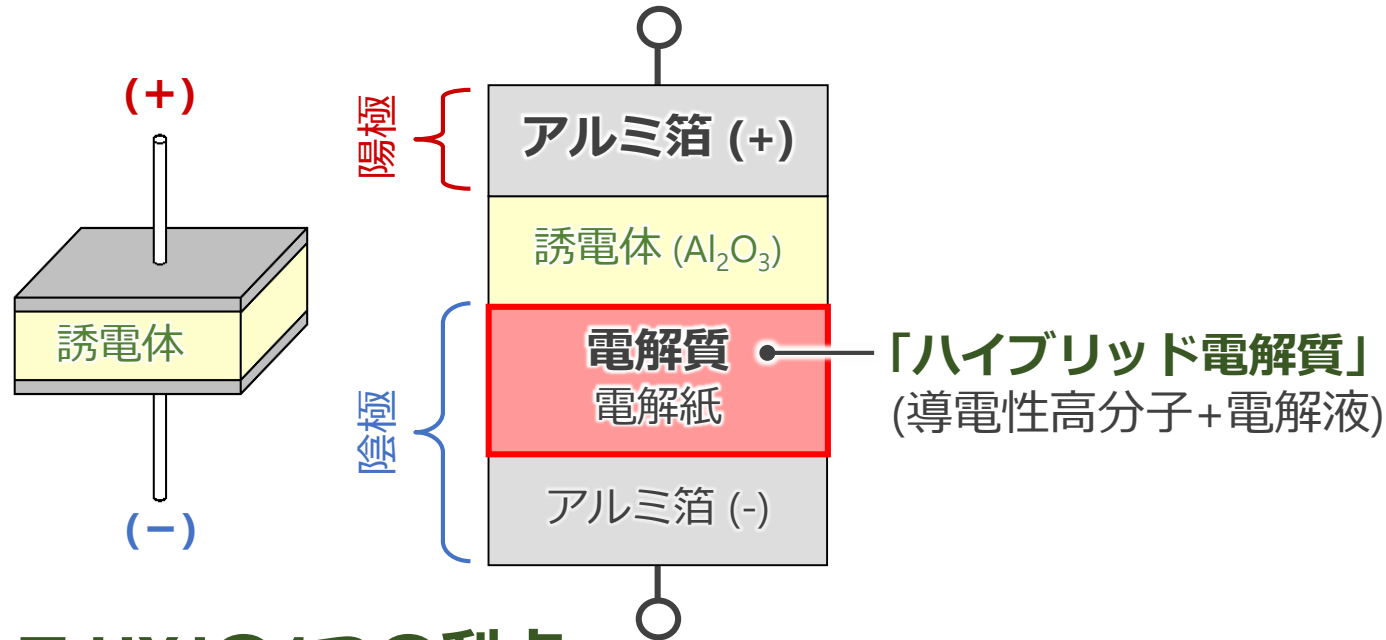 (+)
誘電体
(−)
陽極
アルミ箔 (+)
誘電体 (Al₂O₃)
陰極
電解質
電解紙
アルミ箔 (-)
「ハイブリッド電解質」
(導電性高分子+電解液)